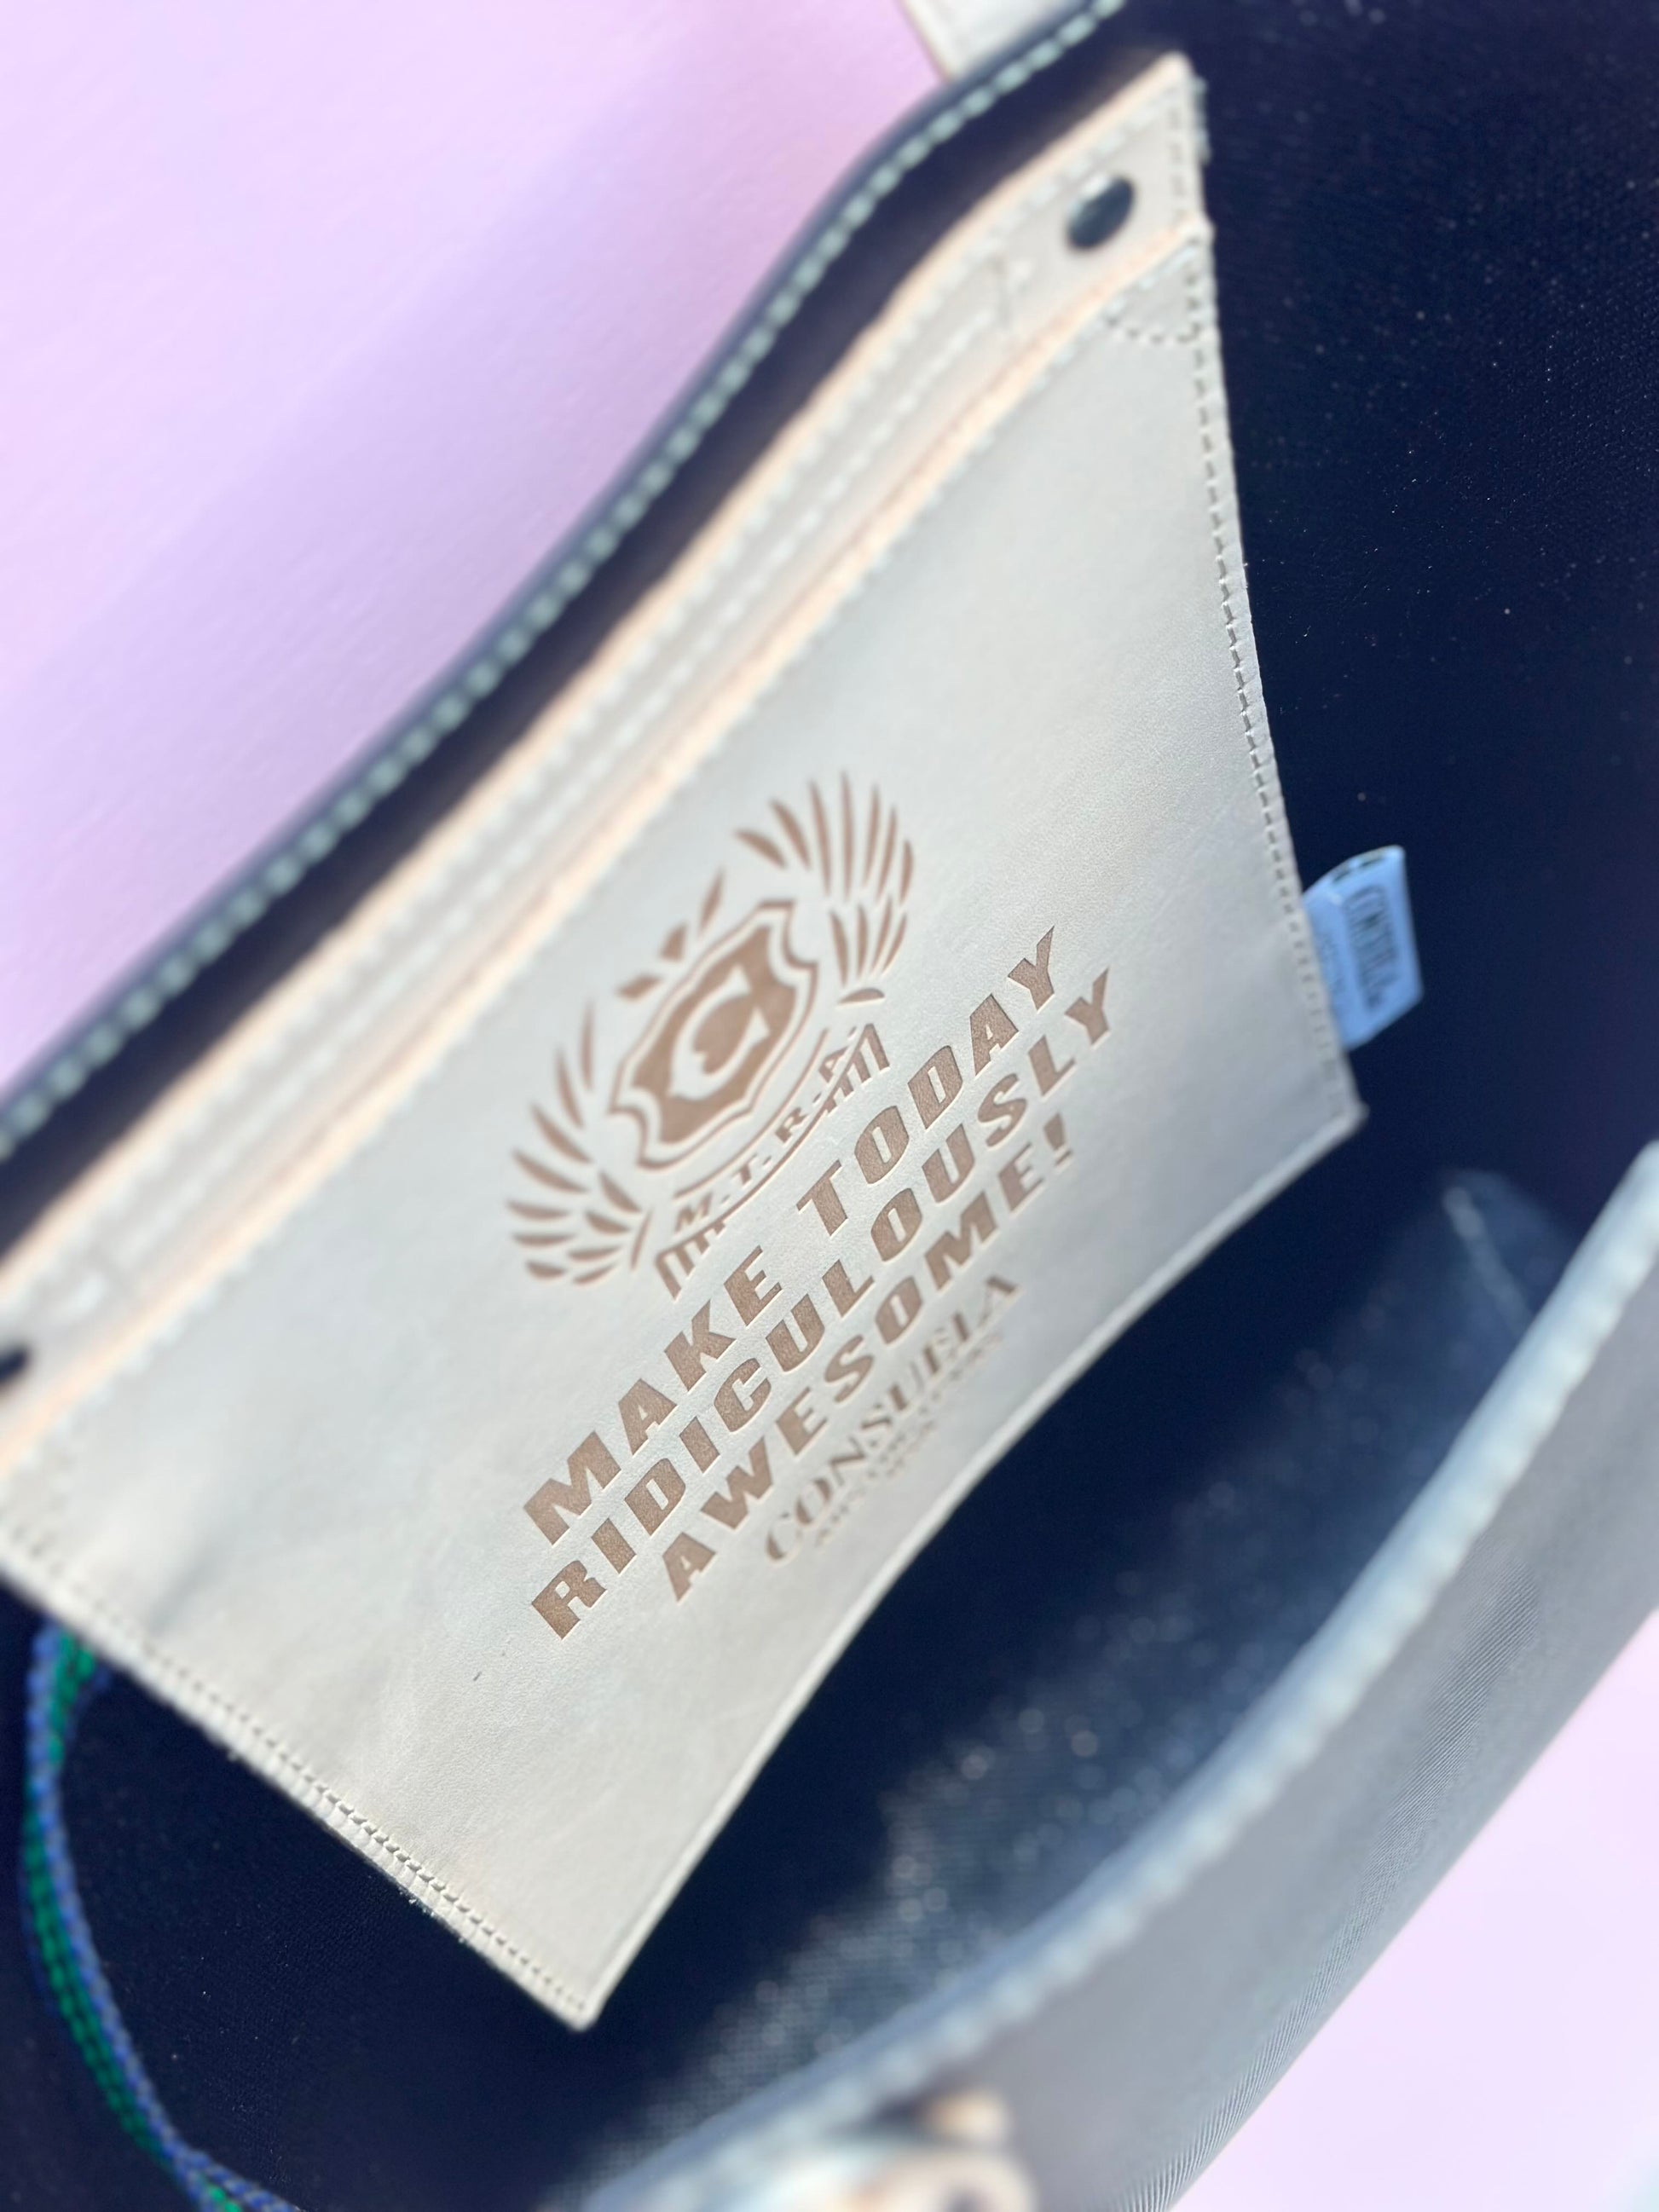 C
M·T·R·A·
MAKE TODAY
RIDICULOUSLY
AWESOME!
CONSUELA